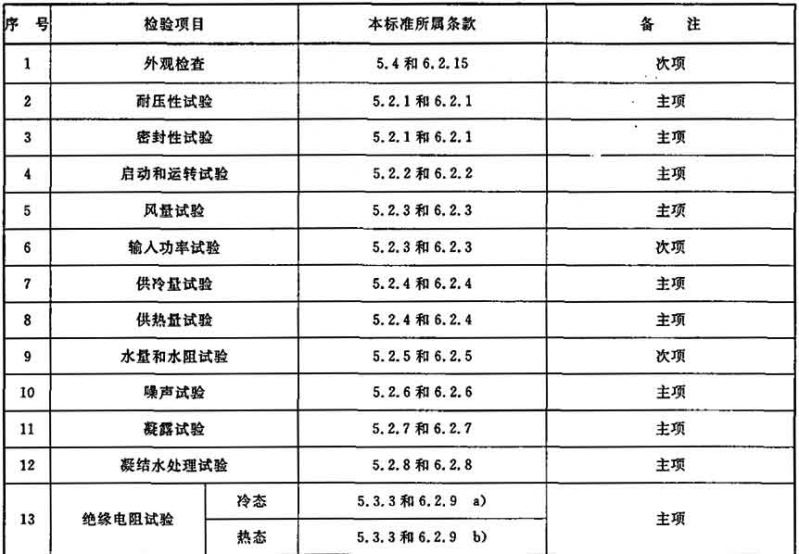 序 号 检验项目 本标准所属条款 备 注
1 外观检查 5.4 和 6.2.15 次项
2 耐压性试验 5.2.1 和 6.2.1 主项
3 密封性试验 5.2.1 和 6.2.1 主项
4 启动和运转试验 5.2.2 和 6.2.2 主项
5 风量试验 5.2.3 和 6.2.3 主项
6 输入功率试验 5.2.3 和 6.2.3 次项
7 供冷量试验 5.2.4 和 6.2.4 主项
8 供热量试验 5.2.4 和 6.2.4 主项
9 水量和水阻试验 5.2.5 和 6.2.5 次项
10 噪声试验 5.2.6 和 6.2.6 主项
11 凝露试验 5.2.7 和 6.2.7 主项
12 凝结水处理试验 5.2.8 和 6.2.8 主项
13 绝缘电阻试验 冷态 5.3.3 和 6.2.9 a) 主项
热态 5.3.3 和 6.2.9 b)